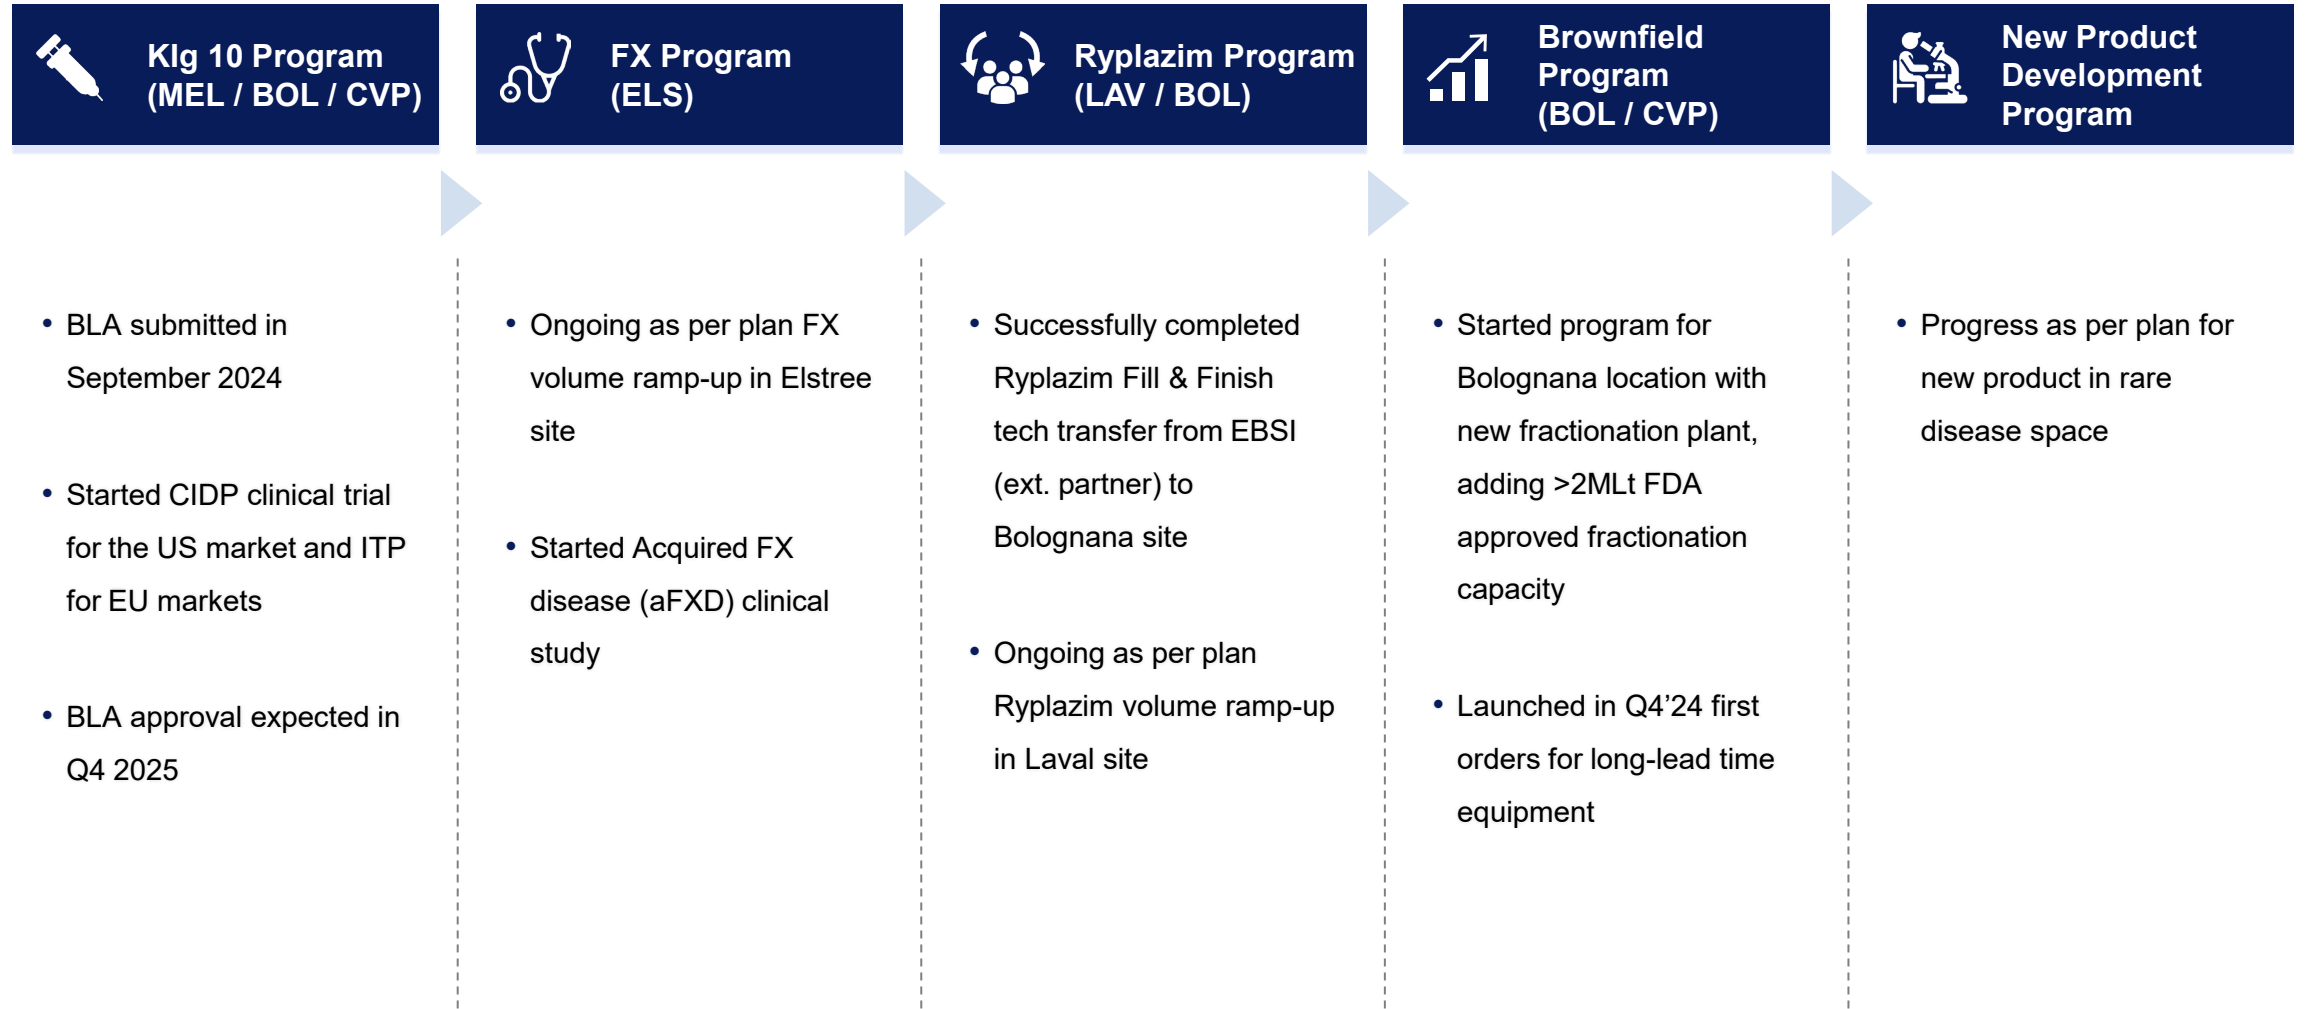 KIg 10 Program
(MEL / BOL / CVP)
FX Program
(ELS)
Ryplazim Program
(LAV / BOL)
Brownfield
Program
(BOL / CVP)
New Product
Development
Program
• BLA submitted in
September 2024
• Started CIDP clinical trial
for the US market and ITP
for EU markets
• BLA approval expected in
Q4 2025
• Ongoing as per plan FX
volume ramp-up in Elstree
site
• Started Acquired FX
disease (aFXD) clinical
study
• Successfully completed
Ryplazim Fill & Finish
tech transfer from EBSI
(ext. partner) to
Bolognana site
• Ongoing as per plan
Ryplazim volume ramp-up
in Laval site
• Started program for
Bolognana location with
new fractionation plant,
adding >2MLt FDA
approved fractionation
capacity
• Launched in Q4’24 first
orders for long-lead time
equipment
• Progress as per plan for
new product in rare
disease space